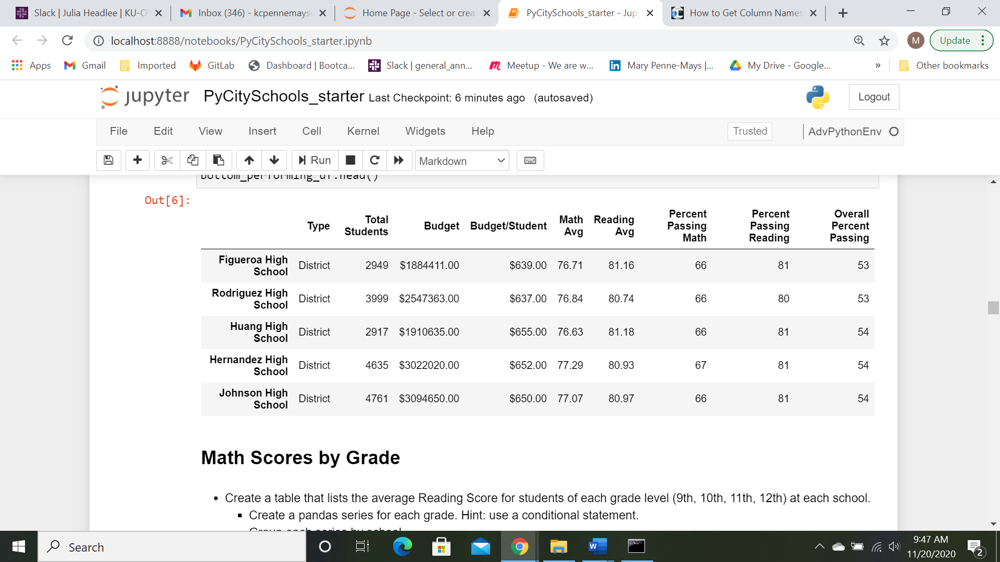 Slack | Julia Headlee | KU-O
Inbox (346) - kcpennemays
Home Page - Select or crea
PyCitySchools_starter - Jup
How to Get Column Names
localhost:8888/notebooks/PyCitySchools_starter.ipynb
M
Update
Apps
Gmail
Imported
GitLab
Dashboard | Bootca...
Slack | general_ann...
Meetup - We are w...
Mary Penne-Mays |...
My Drive - Google...
»
Other bookmarks
jupyter PyCitySchools_starter Last Checkpoint: 6 minutes ago (autosaved)
Logout
File Edit View Insert Cell Kernel Widgets Help
Trusted
AdvPythonEnv
Run
Markdown
bottom_performing_df.head()
Out[6]:
Type Total Students Budget Budget/Student Math Avg Reading Avg Percent Passing Math Percent Passing Reading Overall Percent Passing
Figueroa High School District 2949 $1884411.00 $639.00 76.71 81.16 66 81 53
Rodriguez High School District 3999 $2547363.00 $637.00 76.84 80.74 66 80 53
Huang High School District 2917 $1910635.00 $655.00 76.63 81.18 66 81 54
Hernandez High School District 4635 $3022020.00 $652.00 77.29 80.93 67 81 54
Johnson High School District 4761 $3094650.00 $650.00 77.07 80.97 66 81 54
Math Scores by Grade
• Create a table that lists the average Reading Score for students of each grade level (9th, 10th, 11th, 12th) at each school.
▪ Create a pandas series for each grade. Hint: use a conditional statement.
Group each series by school
Search
W
9:47 AM
11/20/2020
2